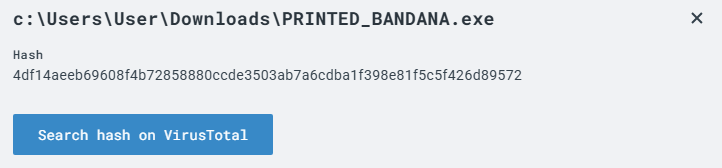 c:\Users\User\Downloads\PRINTED_BANDANA.exe
Hash
4df14aeeb69608f4b72858880ccde3503ab7a6cdba1f398e81f5c5f426d89572
Search hash on VirusTotal